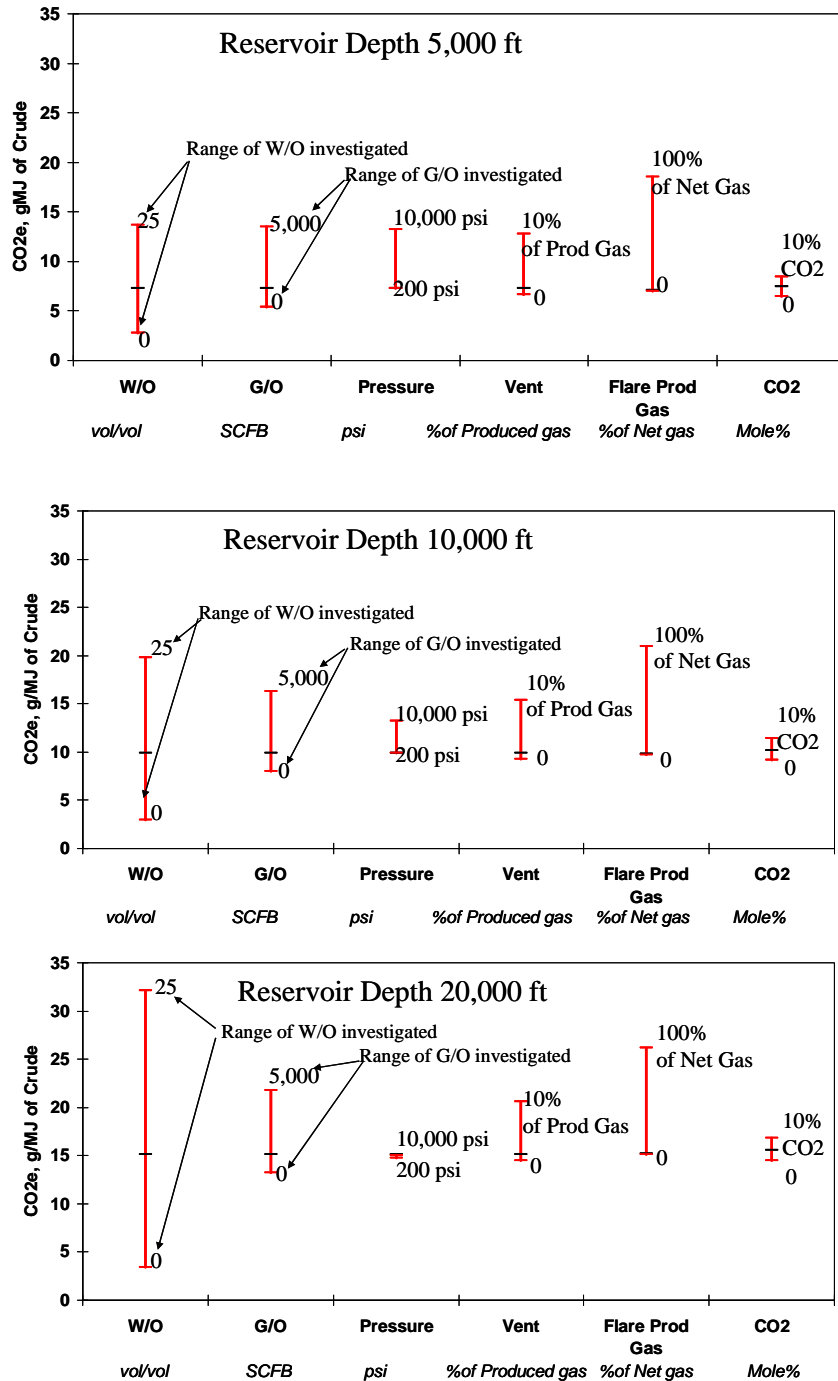 Reservoir Depth 5,000 ft
35
30
25
20
15
10
5
0
CO2e, gMJ of Crude
Range of W/O investigated
Range of G/O investigated
25
0
5,000
0
10,000 psi
200 psi
10%
of Prod Gas
0
100%
of Net Gas
0
10%
CO2
0
W/O G/O Pressure Vent Flare Prod Gas CO2
vol/vol SCFB psi %of Produced gas %of Net gas Mole%
Reservoir Depth 10,000 ft
35
30
25
20
15
10
5
0
CO2e, g/MJ of Crude
Range of W/O investigated
Range of G/O investigated
25
0
5,000
0
10,000 psi
200 psi
10%
of Prod Gas
0
100%
of Net Gas
0
10%
CO2
0
W/O G/O Pressure Vent Flare Prod Gas CO2
vol/vol SCFB psi %of Produced gas %of Net gas Mole%
Reservoir Depth 20,000 ft
35
30
25
20
15
10
5
0
CO2e, g/MJ of Crude
25
Range of W/O investigated
Range of G/O investigated
0
5,000
0
10,000 psi
200 psi
10%
of Prod Gas
0
100%
of Net Gas
0
10%
CO2
0
W/O G/O Pressure Vent Flare Prod Gas CO2
vol/vol SCFB psi %of Produced gas %of Net gas Mole%